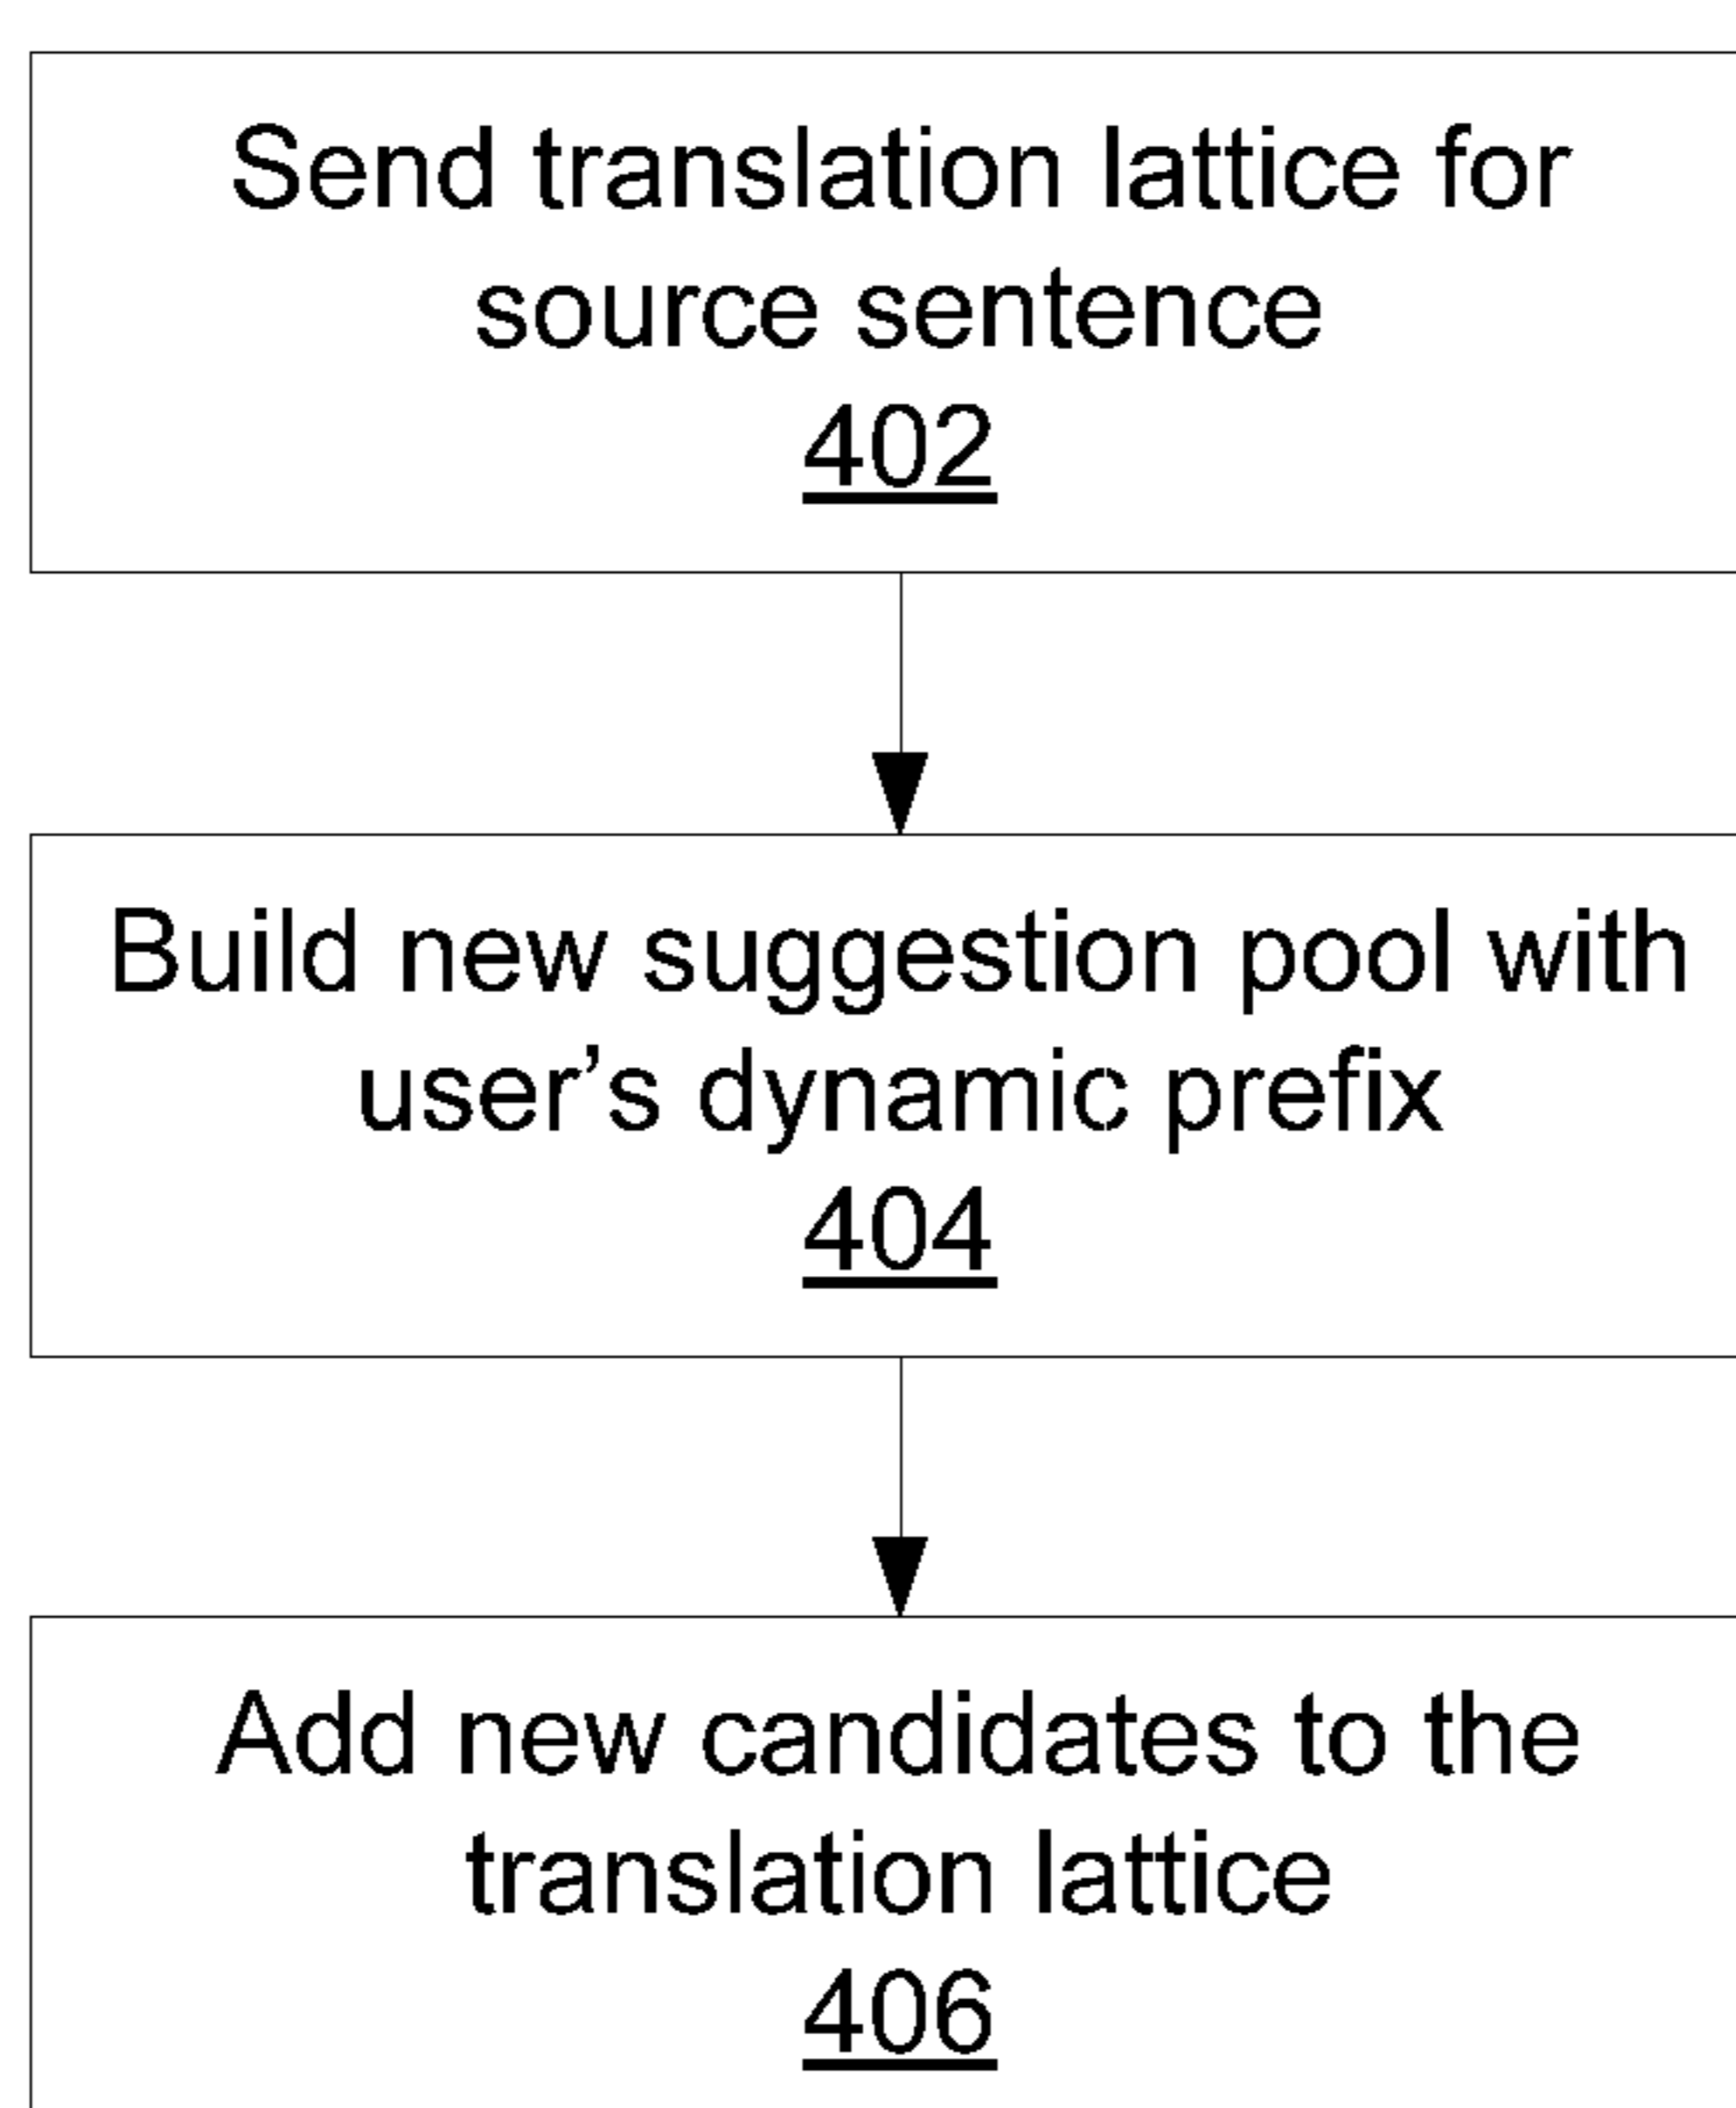 Send translation lattice for
source sentence
402
Build new suggestion pool with
user’s dynamic prefix
404
Add new candidates to the
translation lattice
406